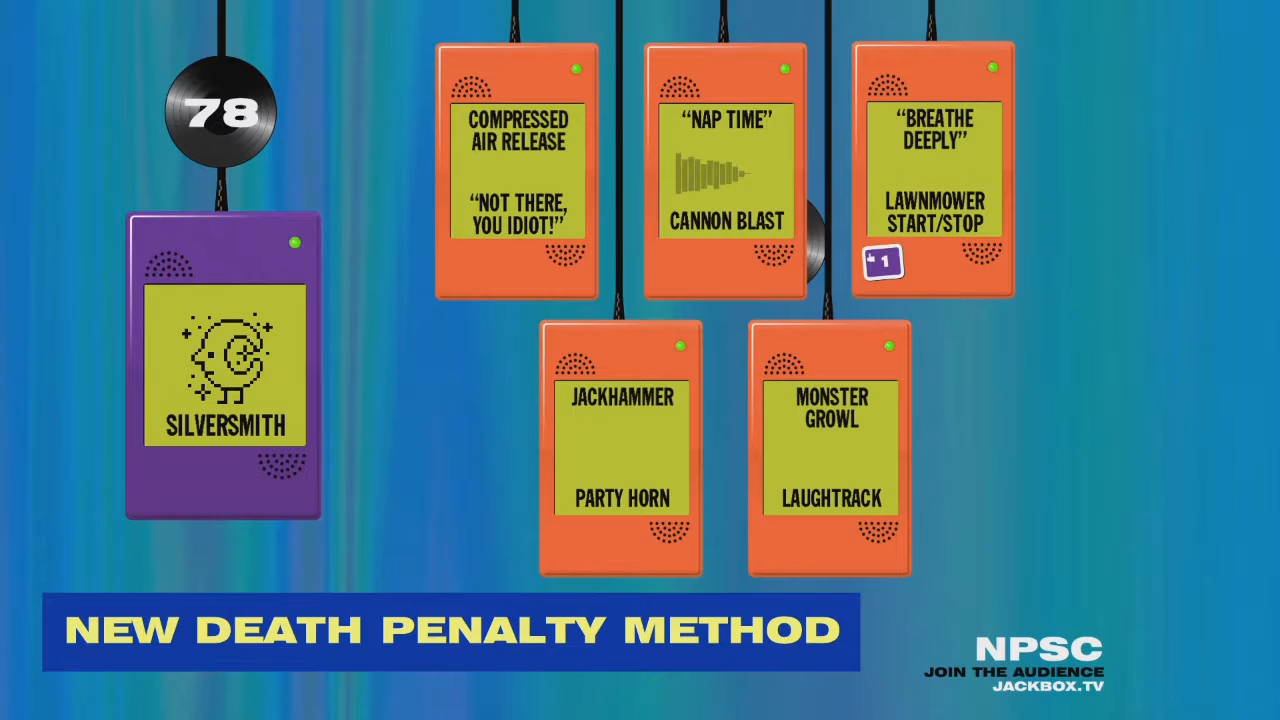 78
SILVERSMITH
COMPRESSED
AIR RELEASE
“NOT THERE,
YOU IDIOT!”
“NAP TIME”
CANNON BLAST
“BREATHE
DEEPLY”
LAWNMOWER
START/STOP
1
JACKHAMMER
PARTY HORN
MONSTER
GROWL
LAUGHTRACK
NEW DEATH PENALTY METHOD
NPSC
JOIN THE AUDIENCE
JACKBOX.TV